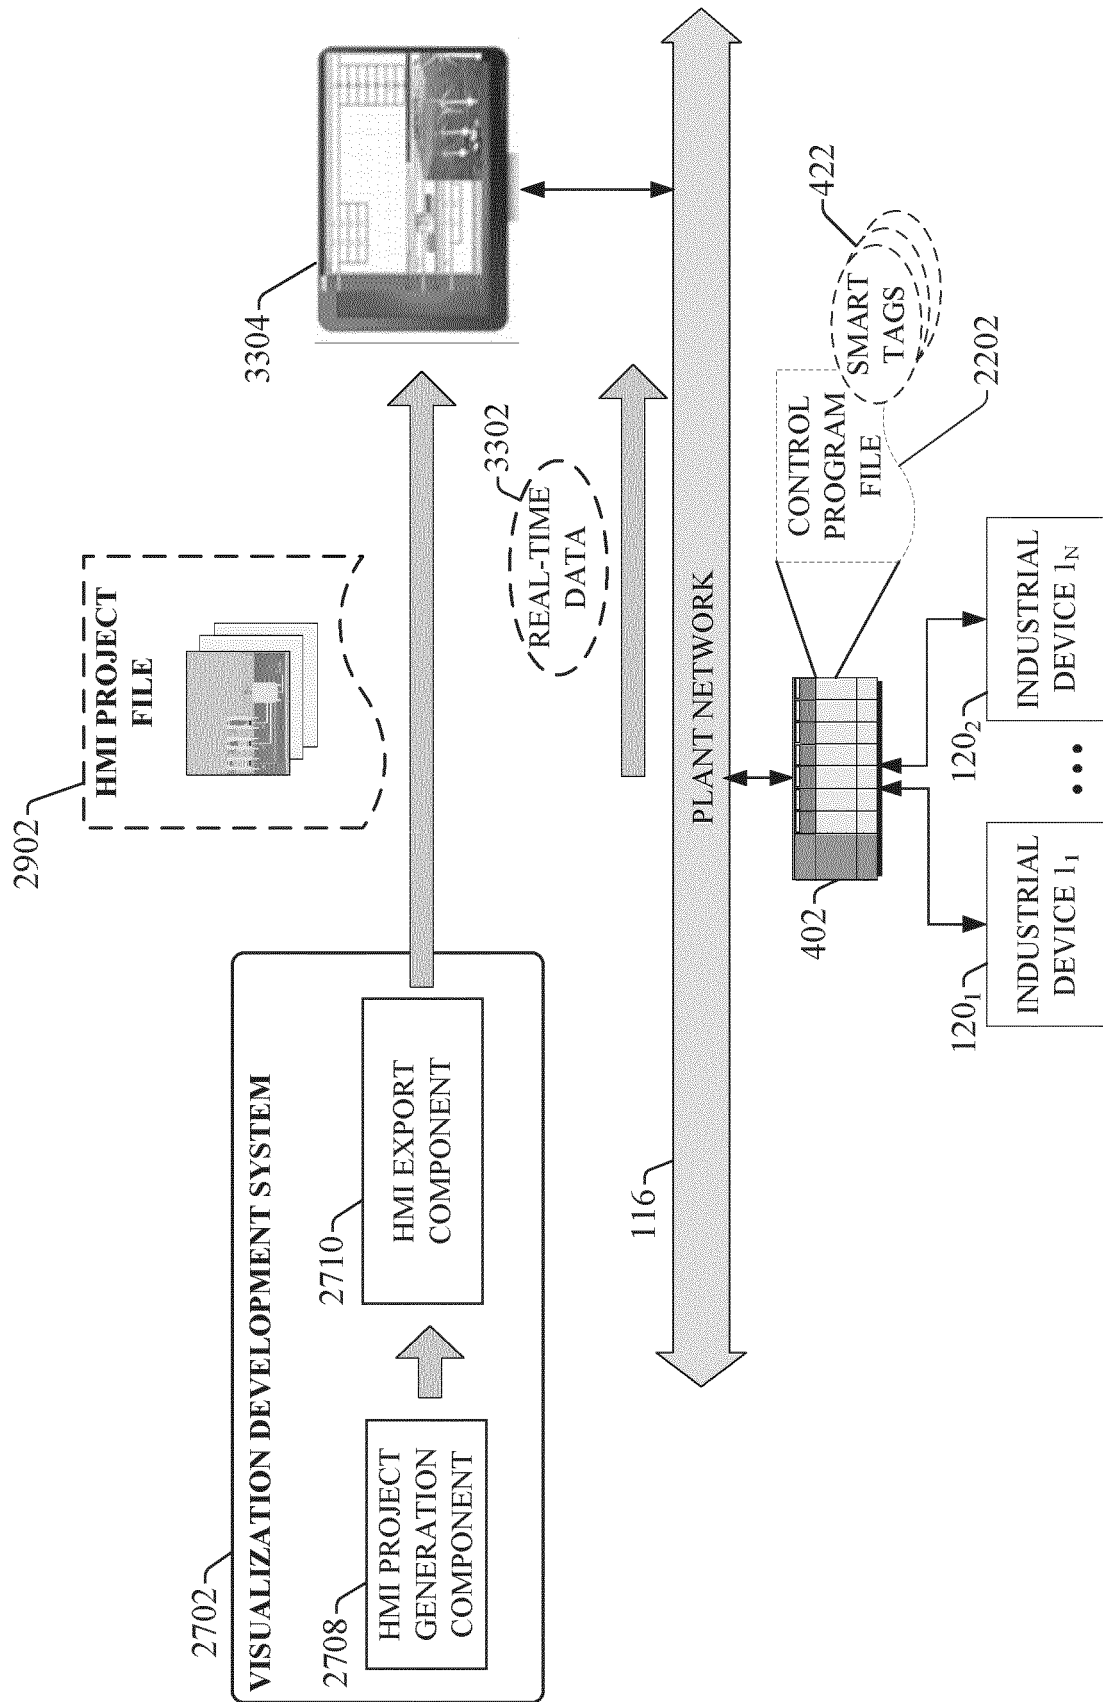 2702
VISUALIZATION DEVELOPMENT SYSTEM
2708
HMI PROJECT
GENERATION
COMPONENT
2710
HMI EXPORT
COMPONENT
2902
HMI PROJECT
FILE
3304
3302
REAL-TIME
DATA
116
PLANT NETWORK
402
CONTROL
PROGRAM
FILE
SMART
TAGS
422
2202
120₁
INDUSTRIAL
DEVICE 1₁
•••
120₂
INDUSTRIAL
DEVICE 1N